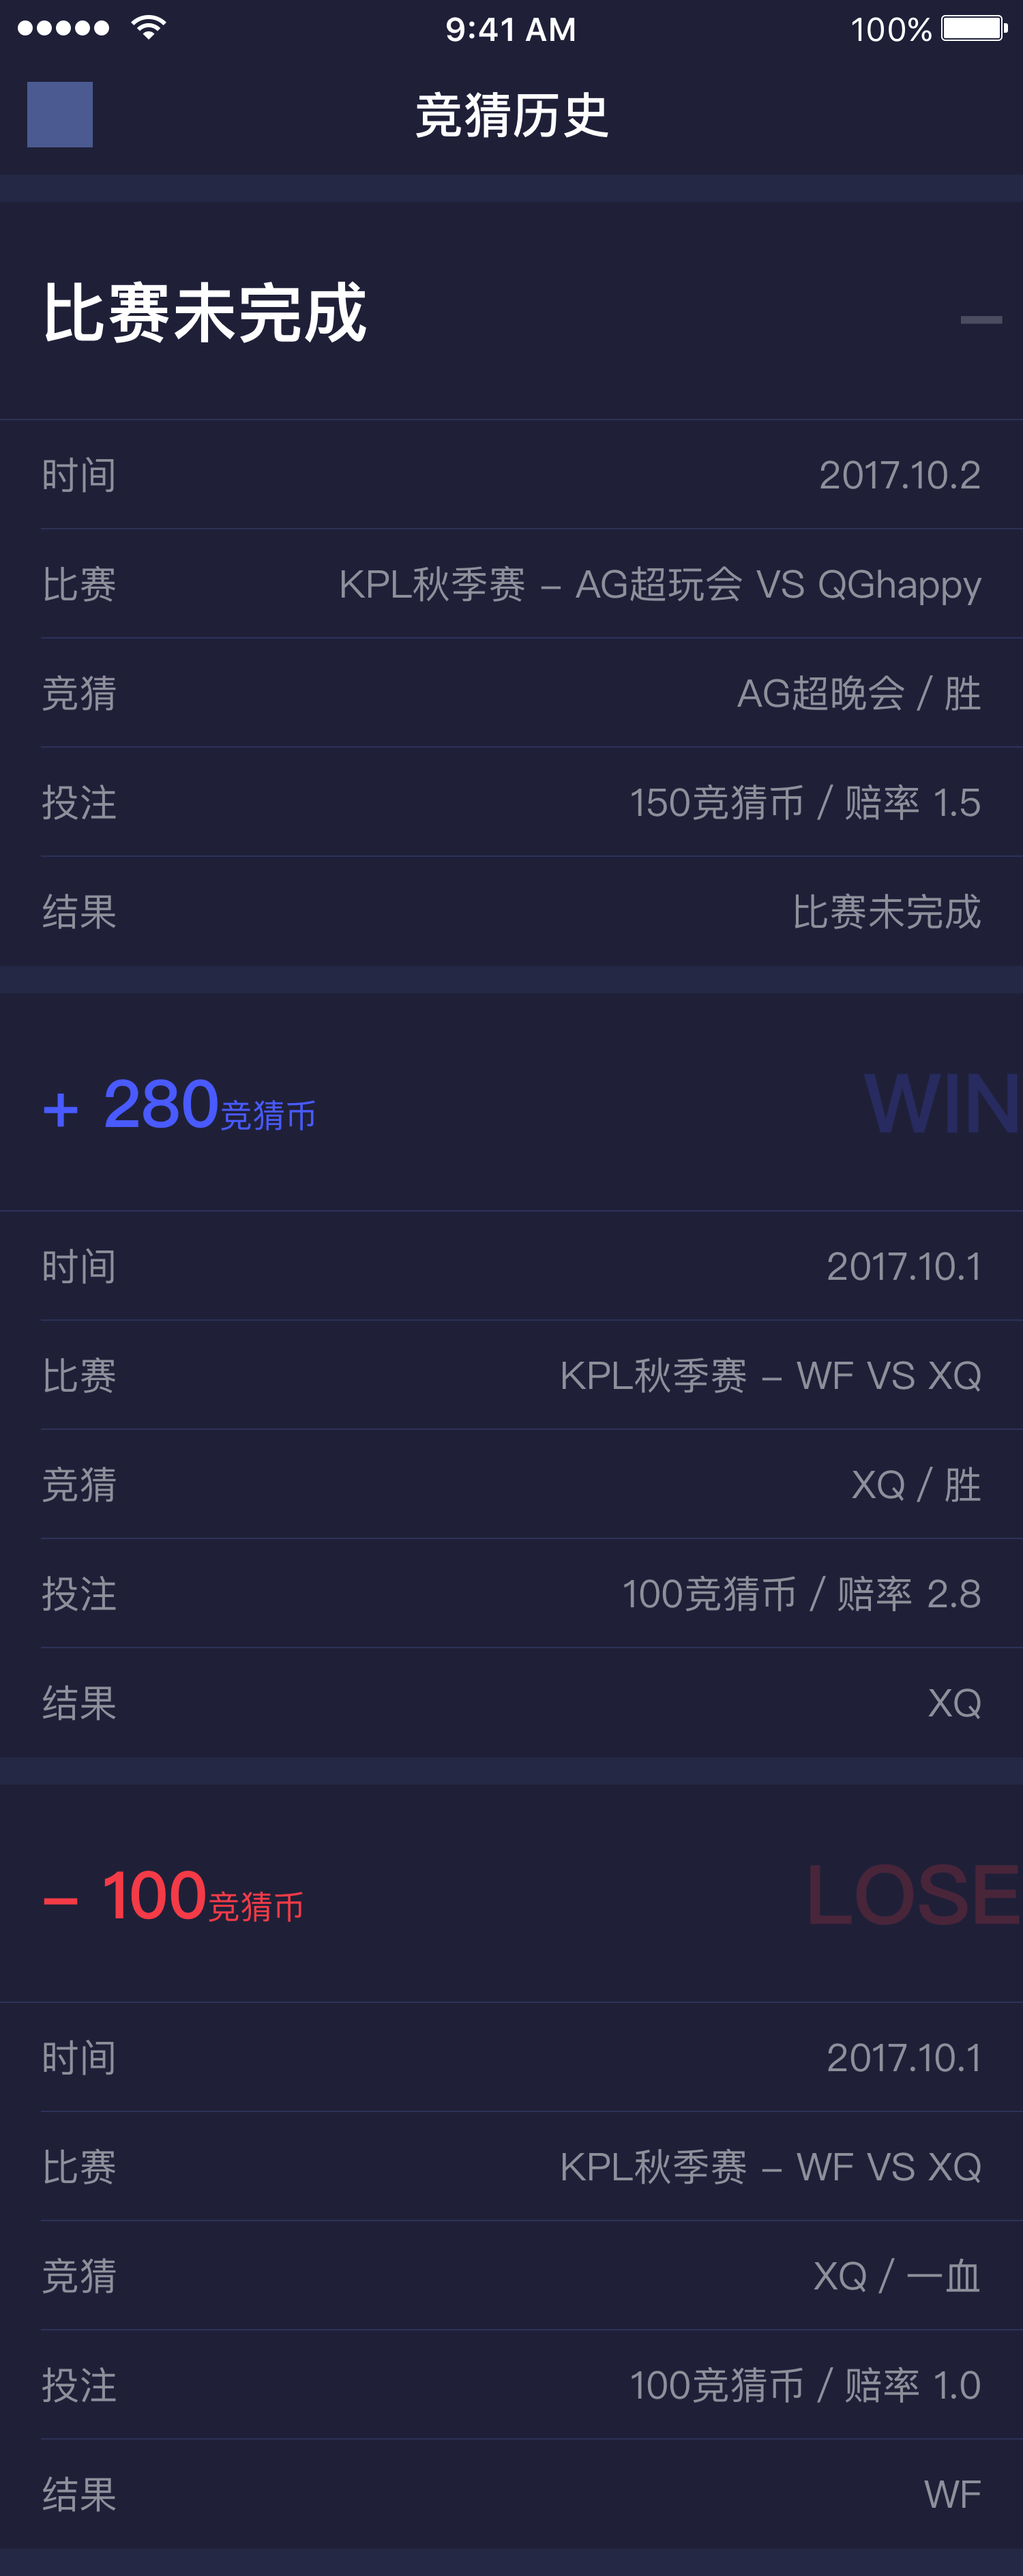 9:41 AM 100%
竞猜历史
比赛未完成 –
时间 2017.10.2
比赛 KPL秋季赛 – AG超玩会 VS QGhappy
竞猜 AG超晚会 / 胜
投注 150竞猜币 / 赔率 1.5
结果 比赛未完成
+ 280竞猜币 WIN
时间 2017.10.1
比赛 KPL秋季赛 – WF VS XQ
竞猜 XQ / 胜
投注 100竞猜币 / 赔率 2.8
结果 XQ
– 100竞猜币 LOSE
时间 2017.10.1
比赛 KPL秋季赛 – WF VS XQ
竞猜 XQ / 一血
投注 100竞猜币 / 赔率 1.0
结果 WF